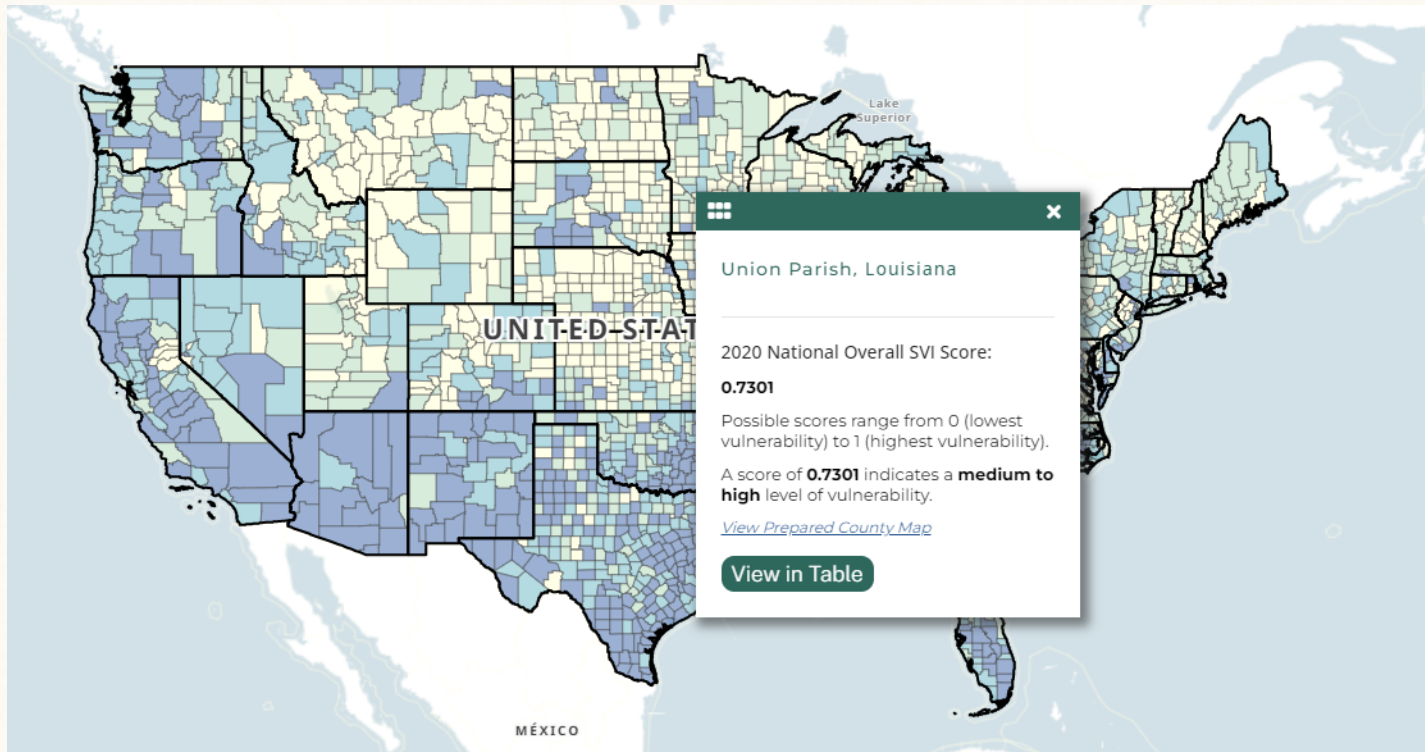 Lake
Superior
UNITED STAT
Union Parish, Louisiana
2020 National Overall SVI Score:
0.7301
Possible scores range from 0 (lowest
vulnerability) to 1 (highest vulnerability).
A score of 0.7301 indicates a medium to
high level of vulnerability.
View Prepared County Map
View in Table
MÉXICO